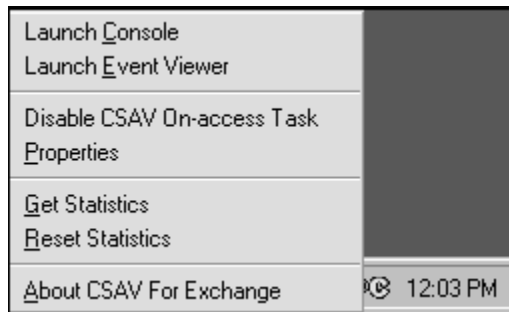 Launch Console
Launch Event Viewer
Disable CSAV On-access Task
Properties
Get Statistics
Reset Statistics
About CSAV For Exchange
12:03 PM